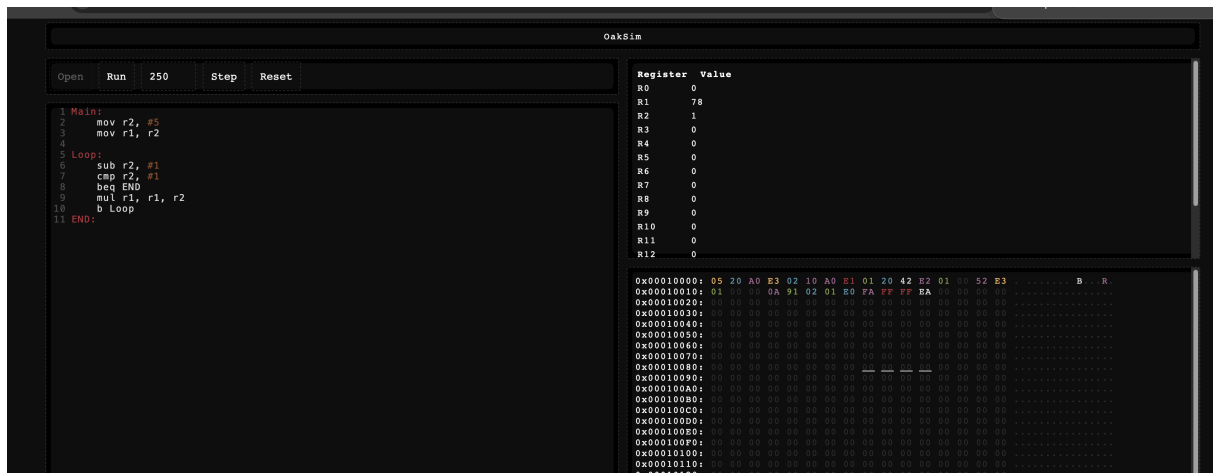 OakSim
Open Run 250 Step Reset
1 Main:
2 mov r2, #5
3 mov r1, r2
4
5 Loop:
6 sub r2, #1
7 cmp r2, #1
8 beq END
9 mul r1, r1, r2
10 b Loop
11 END:
Register Value
R0 0
R1 78
R2 1
R3 0
R4 0
R5 0
R6 0
R7 0
R8 0
R9 0
R10 0
R11 0
R12 0
0x00010000: 05 20 A0 E3 02 10 A0 E1 01 20 42 E2 01 00 52 E3 . . . . . . . . . . B . . . R .
0x00010010: 01 00 00 0A 91 02 01 E0 FA FF FF EA 00 00 00 00 ................
0x00010020: 00 00 00 00 00 00 00 00 00 00 00 00 00 00 00 00 ................
0x00010030: 00 00 00 00 00 00 00 00 00 00 00 00 00 00 00 00 ................
0x00010040: 00 00 00 00 00 00 00 00 00 00 00 00 00 00 00 00 ................
0x00010050: 00 00 00 00 00 00 00 00 00 00 00 00 00 00 00 00 ................
0x00010060: 00 00 00 00 00 00 00 00 00 00 00 00 00 00 00 00 ................
0x00010070: 00 00 00 00 00 00 00 00 00 00 00 00 00 00 00 00 ................
0x00010080: 00 00 00 00 00 00 00 00 00 00 00 00 00 00 00 00 ................
0x00010090: 00 00 00 00 00 00 00 00 00 00 00 00 00 00 00 00 ................
0x000100A0: 00 00 00 00 00 00 00 00 00 00 00 00 00 00 00 00 ................
0x000100B0: 00 00 00 00 00 00 00 00 00 00 00 00 00 00 00 00 ................
0x000100C0: 00 00 00 00 00 00 00 00 00 00 00 00 00 00 00 00 ................
0x000100D0: 00 00 00 00 00 00 00 00 00 00 00 00 00 00 00 00 ................
0x000100E0: 00 00 00 00 00 00 00 00 00 00 00 00 00 00 00 00 ................
0x000100F0: 00 00 00 00 00 00 00 00 00 00 00 00 00 00 00 00 ................
0x00010100: 00 00 00 00 00 00 00 00 00 00 00 00 00 00 00 00 ................
0x00010110: 00 00 00 00 00 00 00 00 00 00 00 00 00 00 00 00 ................